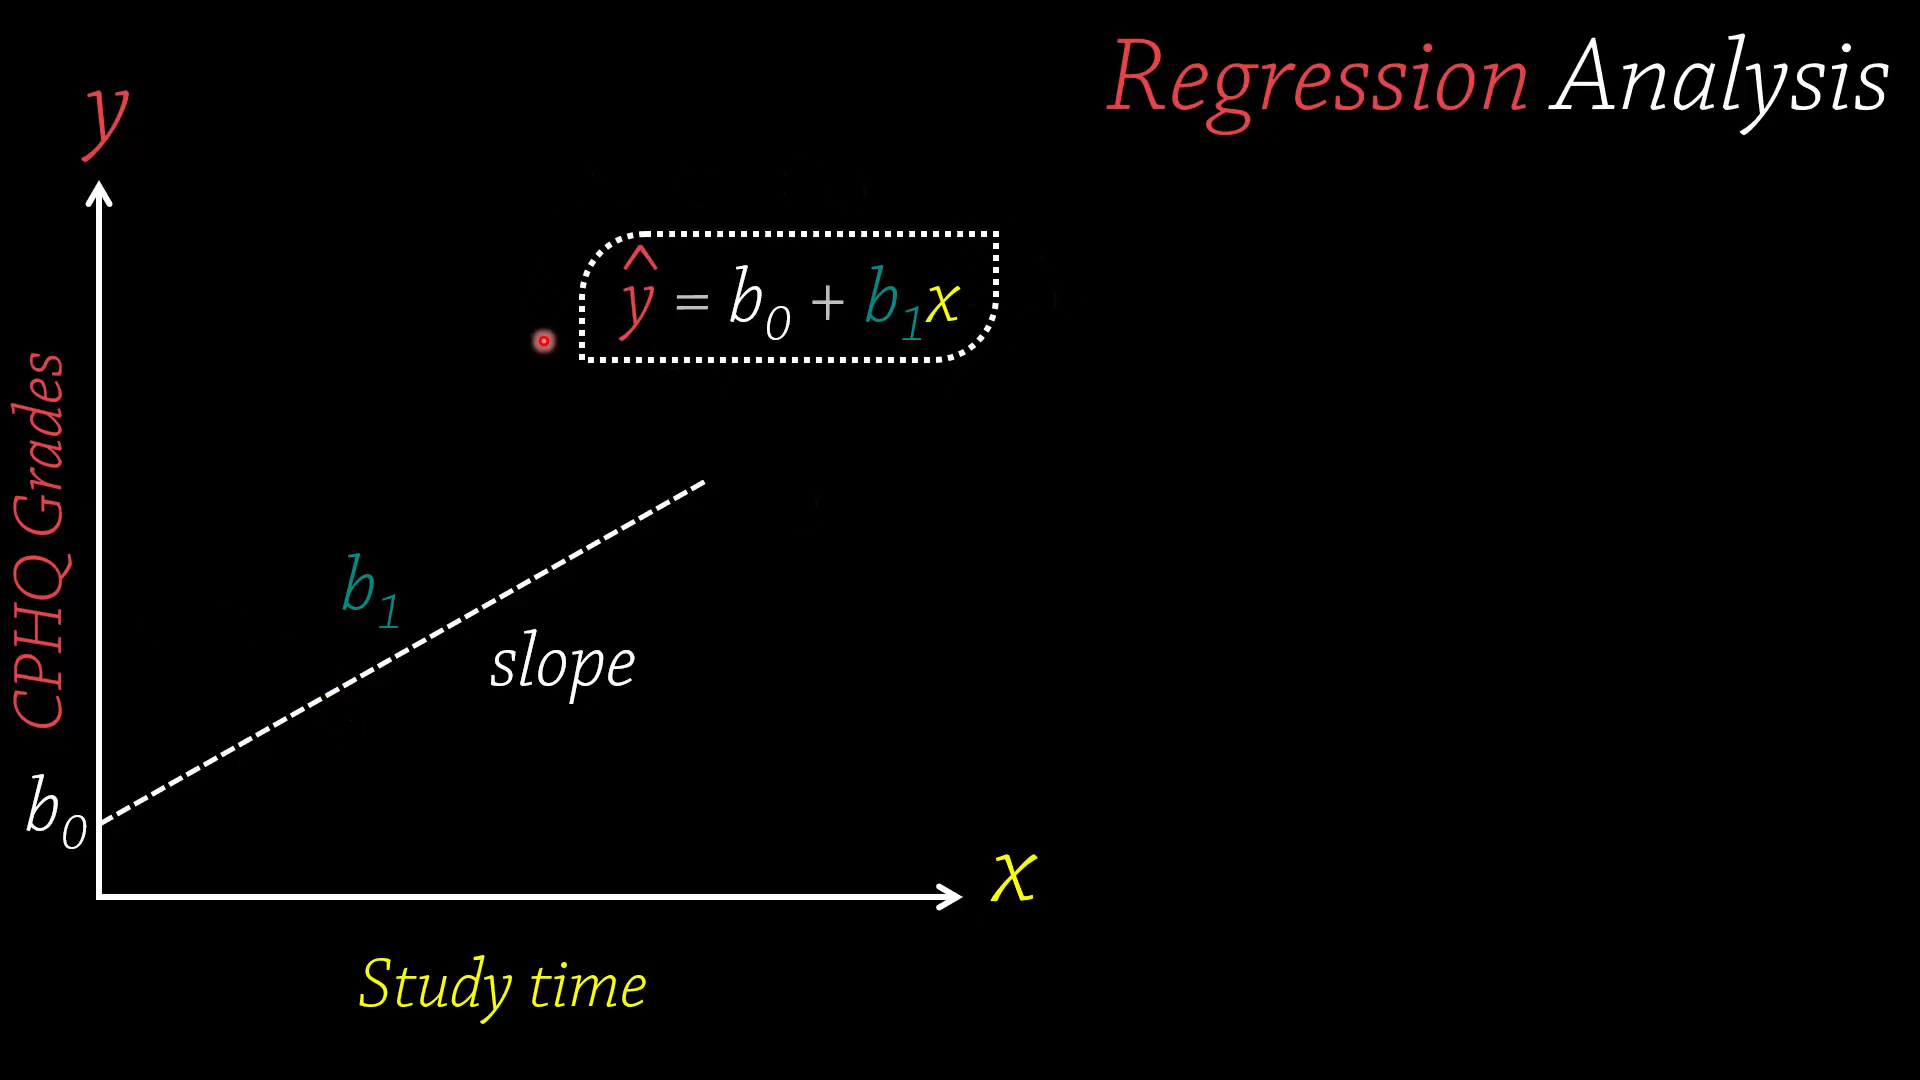 Regression Analysis
y
ŷ = b₀ + b₁x
CPHQ Grades
b₁
slope
b₀
x
Study time